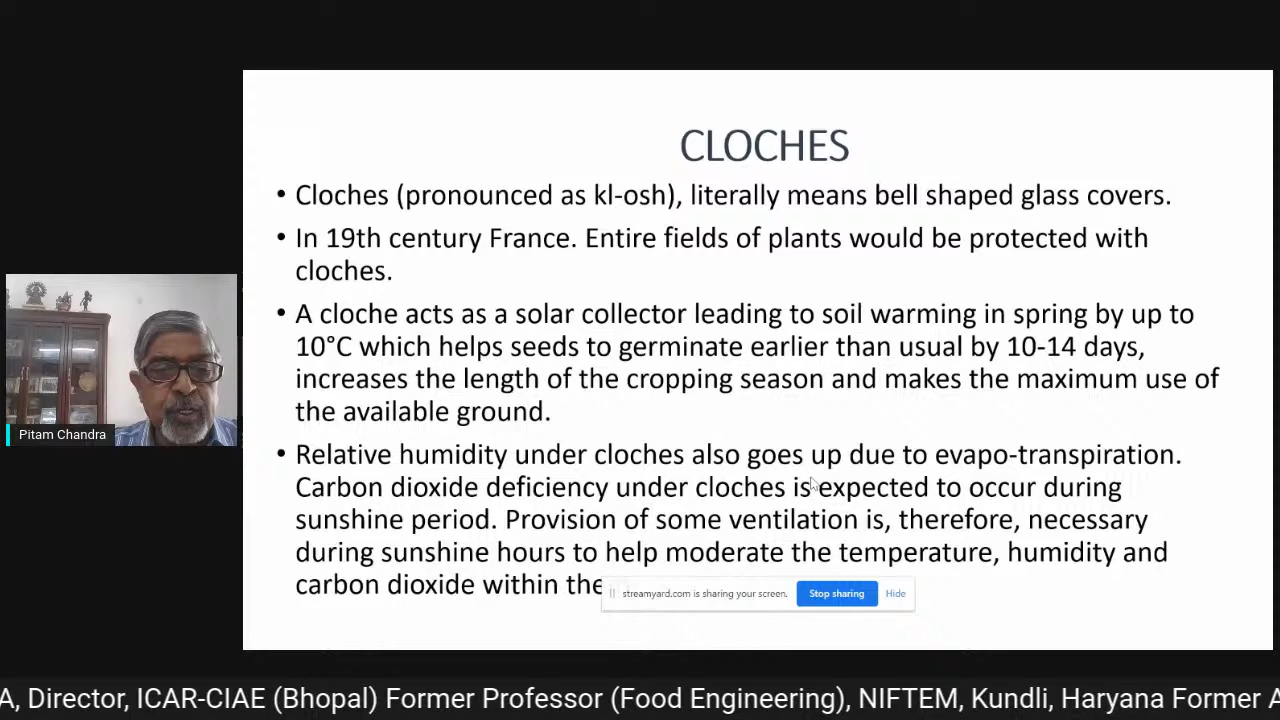 CLOCHES
• Cloches (pronounced as kl-osh), literally means bell shaped glass covers.
• In 19th century France. Entire fields of plants would be protected with
cloches.
• A cloche acts as a solar collector leading to soil warming in spring by up to
10°C which helps seeds to germinate earlier than usual by 10-14 days,
increases the length of the cropping season and makes the maximum use of
the available ground.
• Relative humidity under cloches also goes up due to evapo-transpiration.
Carbon dioxide deficiency under cloches is expected to occur during
sunshine period. Provision of some ventilation is, therefore, necessary
during sunshine hours to help moderate the temperature, humidity and
carbon dioxide within the
streamyard.com is sharing your screen. Stop sharing Hide
Pitam Chandra
A, Director, ICAR-CIAE (Bhopal) Former Professor (Food Engineering), NIFTEM, Kundli, Haryana Former A